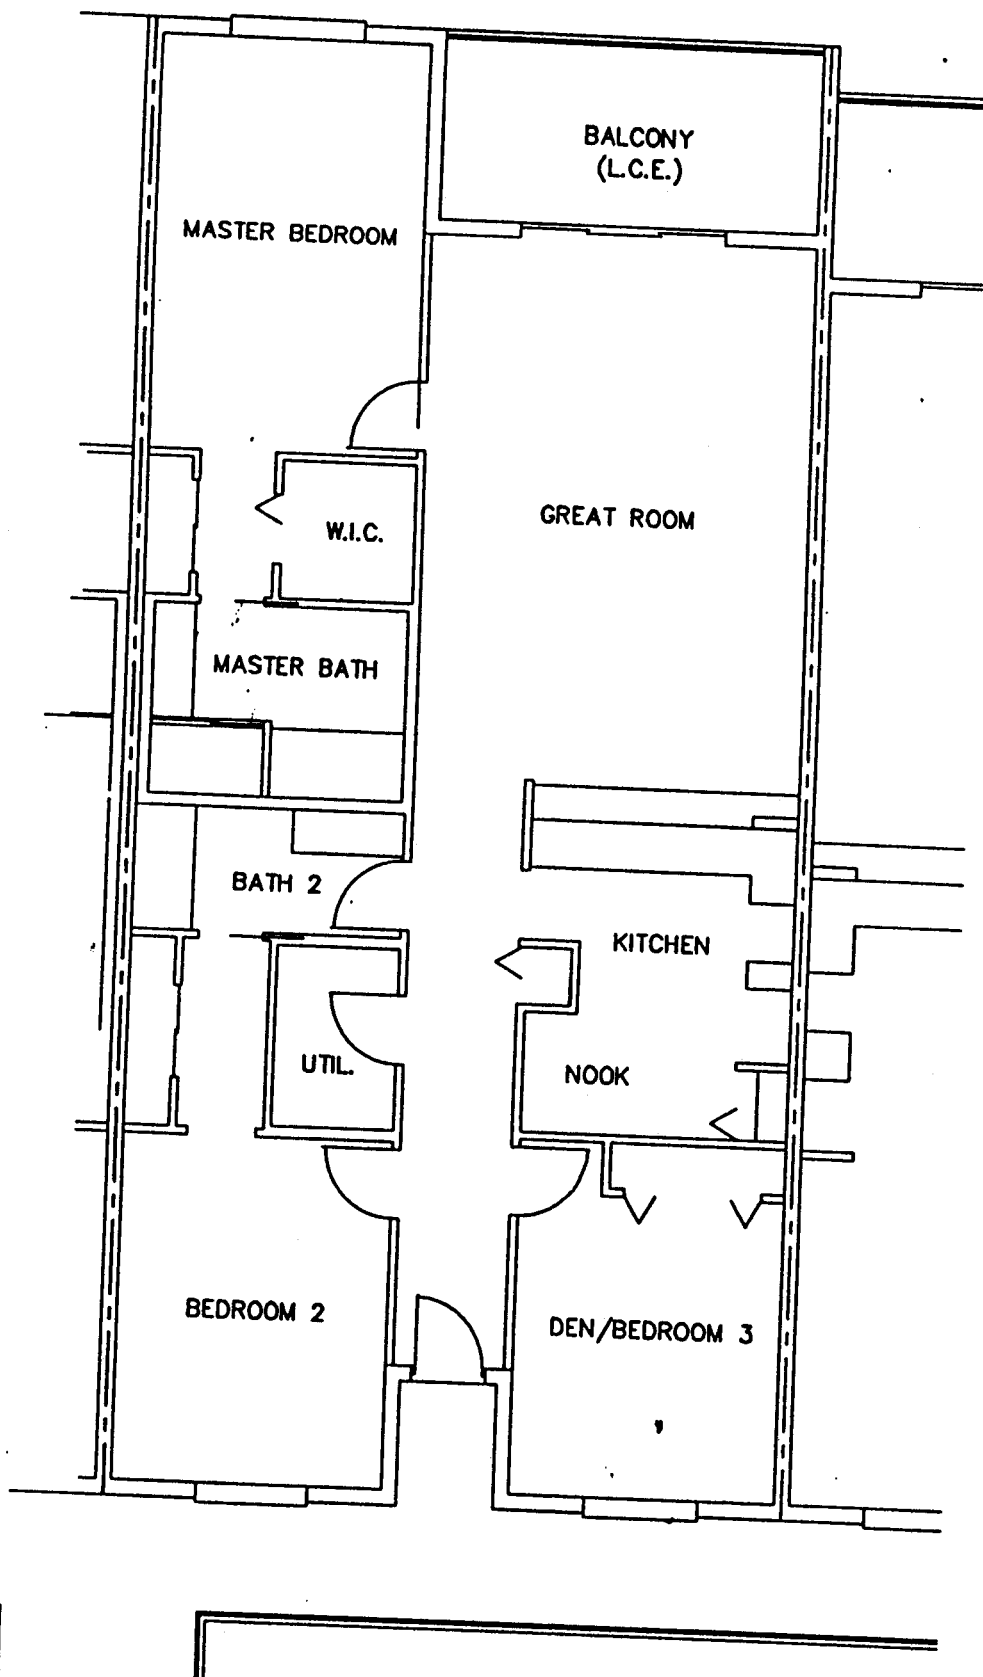 BALCONY
(L.C.E.)
MASTER BEDROOM
GREAT ROOM
W.I.C.
MASTER BATH
BATH 2
KITCHEN
UTIL.
NOOK
BEDROOM 2
DEN/BEDROOM 3